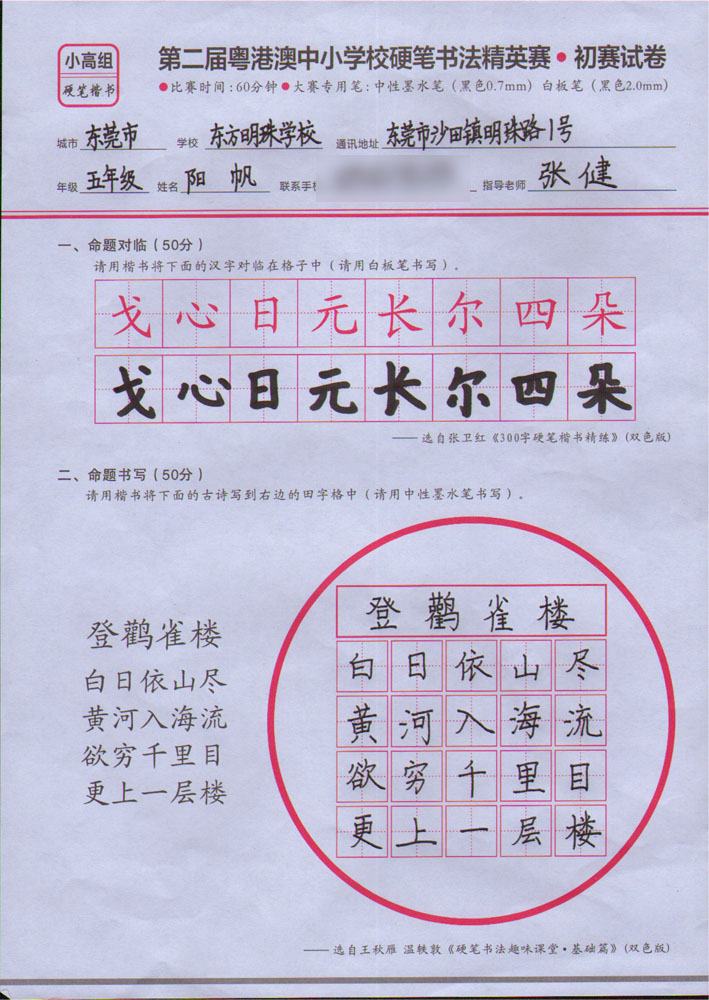 小高组
硬笔楷书
第二届粤港澳中小学校硬笔书法精英赛·初赛试卷
●比赛时间:60分钟●大赛专用笔:中性墨水笔(黑色0.7mm)白板笔(黑色2.0mm)
城市 东莞市 学校 东方明珠学校 通讯地址 东莞市沙田镇明珠路1号
年级 五年级 姓名 阳帆 联系手机 指导老师 张健
一、命题对临(50分)
请用楷书将下面的汉字对临在格子中(请用白板笔书写)。
戈心日元长尔四朵
戈心日元长尔四朵
——选自张卫红《300字硬笔楷书精练》(双色版)
二、命题书写(50分)
请用楷书将下面的古诗写到右边的田字格中(请用中性墨水笔书写)。
登鹳雀楼
白日依山尽
黄河入海流
欲穷千里目
更上一层楼
登鹳雀楼
白日依山尽
黄河入海流
欲穷千里目
更上一层楼
——选自王秋雁 温轶敦《硬笔书法趣味课堂·基础篇》(双色版)